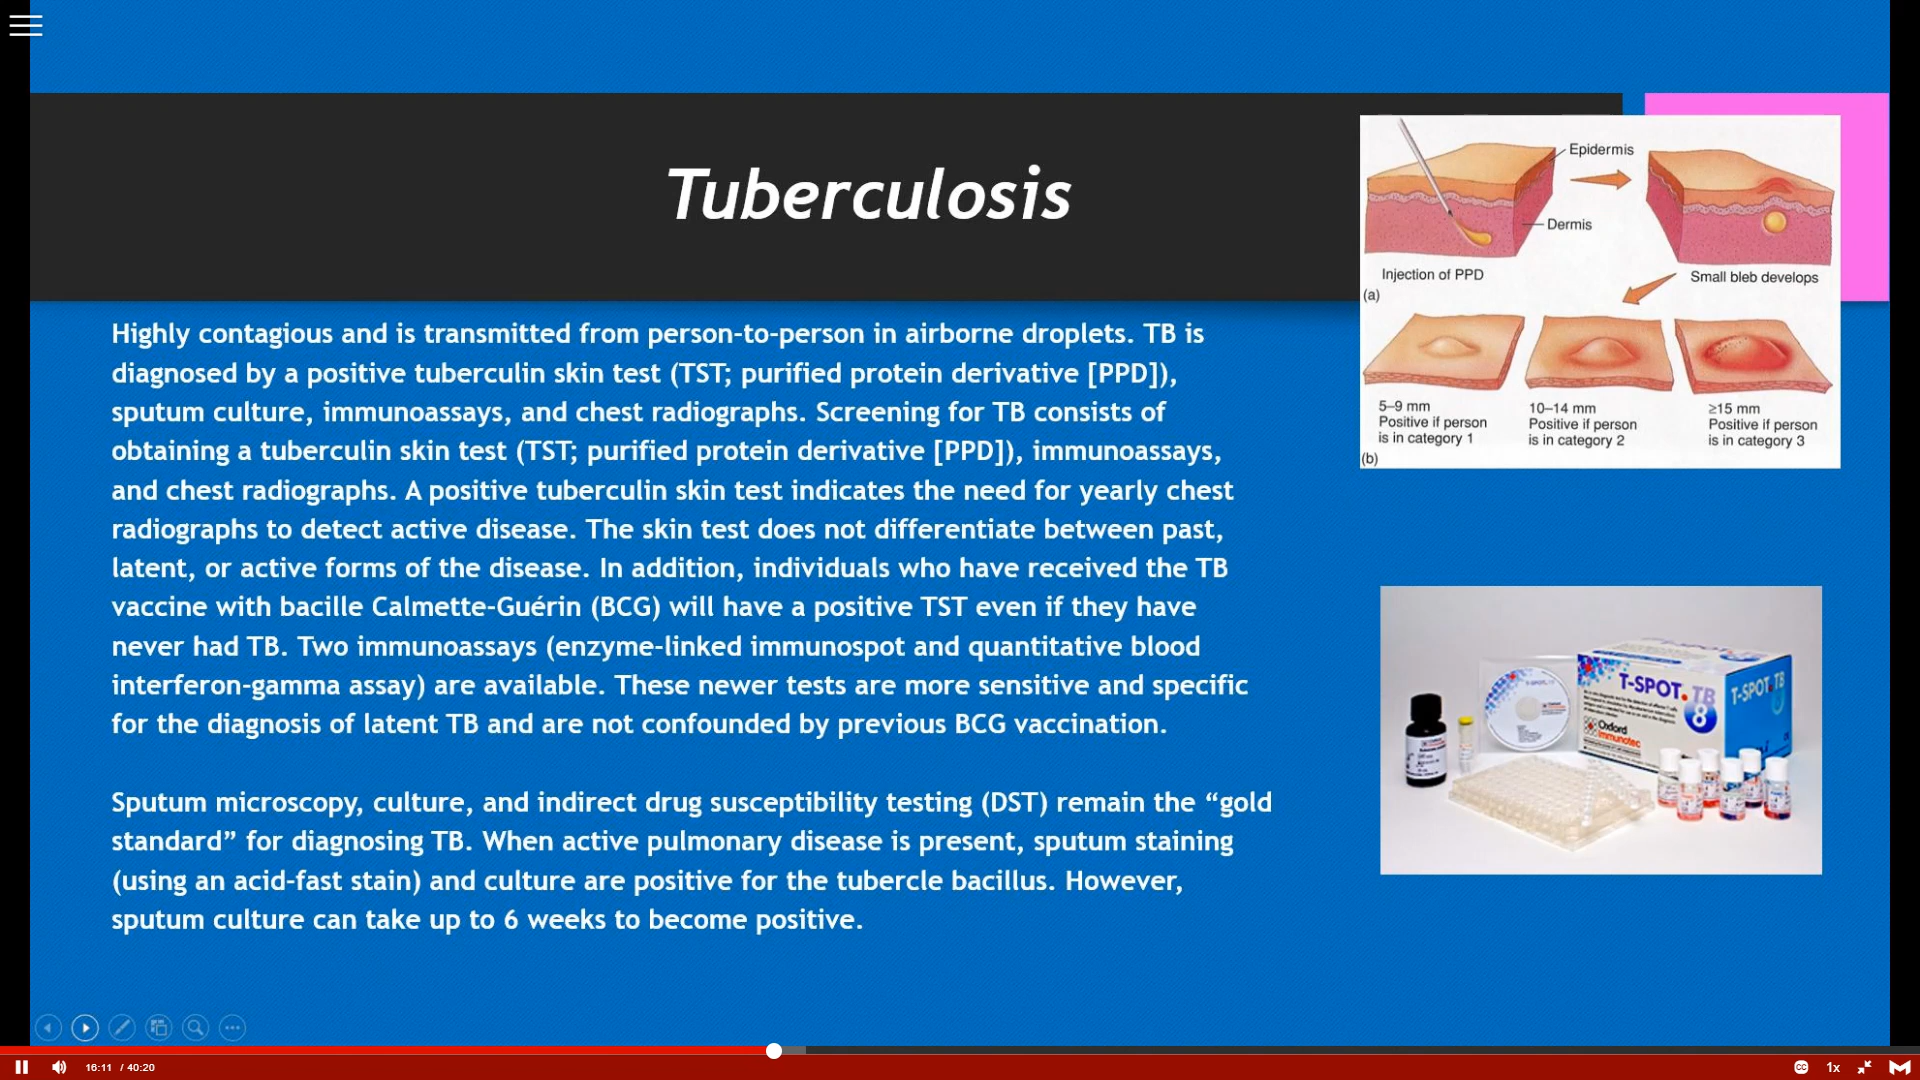 Tuberculosis
Epidermis
Dermis
Injection of PPD
Small bleb develops
(a)
5–9 mm
Positive if person
is in category 1
10–14 mm
Positive if person
is in category 2
≥15 mm
Positive if person
is in category 3
(b)
Highly contagious and is transmitted from person-to-person in airborne droplets. TB is
diagnosed by a positive tuberculin skin test (TST; purified protein derivative [PPD]),
sputum culture, immunoassays, and chest radiographs. Screening for TB consists of
obtaining a tuberculin skin test (TST; purified protein derivative [PPD]), immunoassays,
and chest radiographs. A positive tuberculin skin test indicates the need for yearly chest
radiographs to detect active disease. The skin test does not differentiate between past,
latent, or active forms of the disease. In addition, individuals who have received the TB
vaccine with bacille Calmette-Guérin (BCG) will have a positive TST even if they have
never had TB. Two immunoassays (enzyme-linked immunospot and quantitative blood
interferon-gamma assay) are available. These newer tests are more sensitive and specific
for the diagnosis of latent TB and are not confounded by previous BCG vaccination.
Sputum microscopy, culture, and indirect drug susceptibility testing (DST) remain the “gold
standard” for diagnosing TB. When active pulmonary disease is present, sputum staining
(using an acid-fast stain) and culture are positive for the tubercle bacillus. However,
sputum culture can take up to 6 weeks to become positive.
T-SPOT.TB
8
Oxford
Immunotec
T-SPOT.TB
T-SPOT.TB
16:11 / 40:20
CC
1x